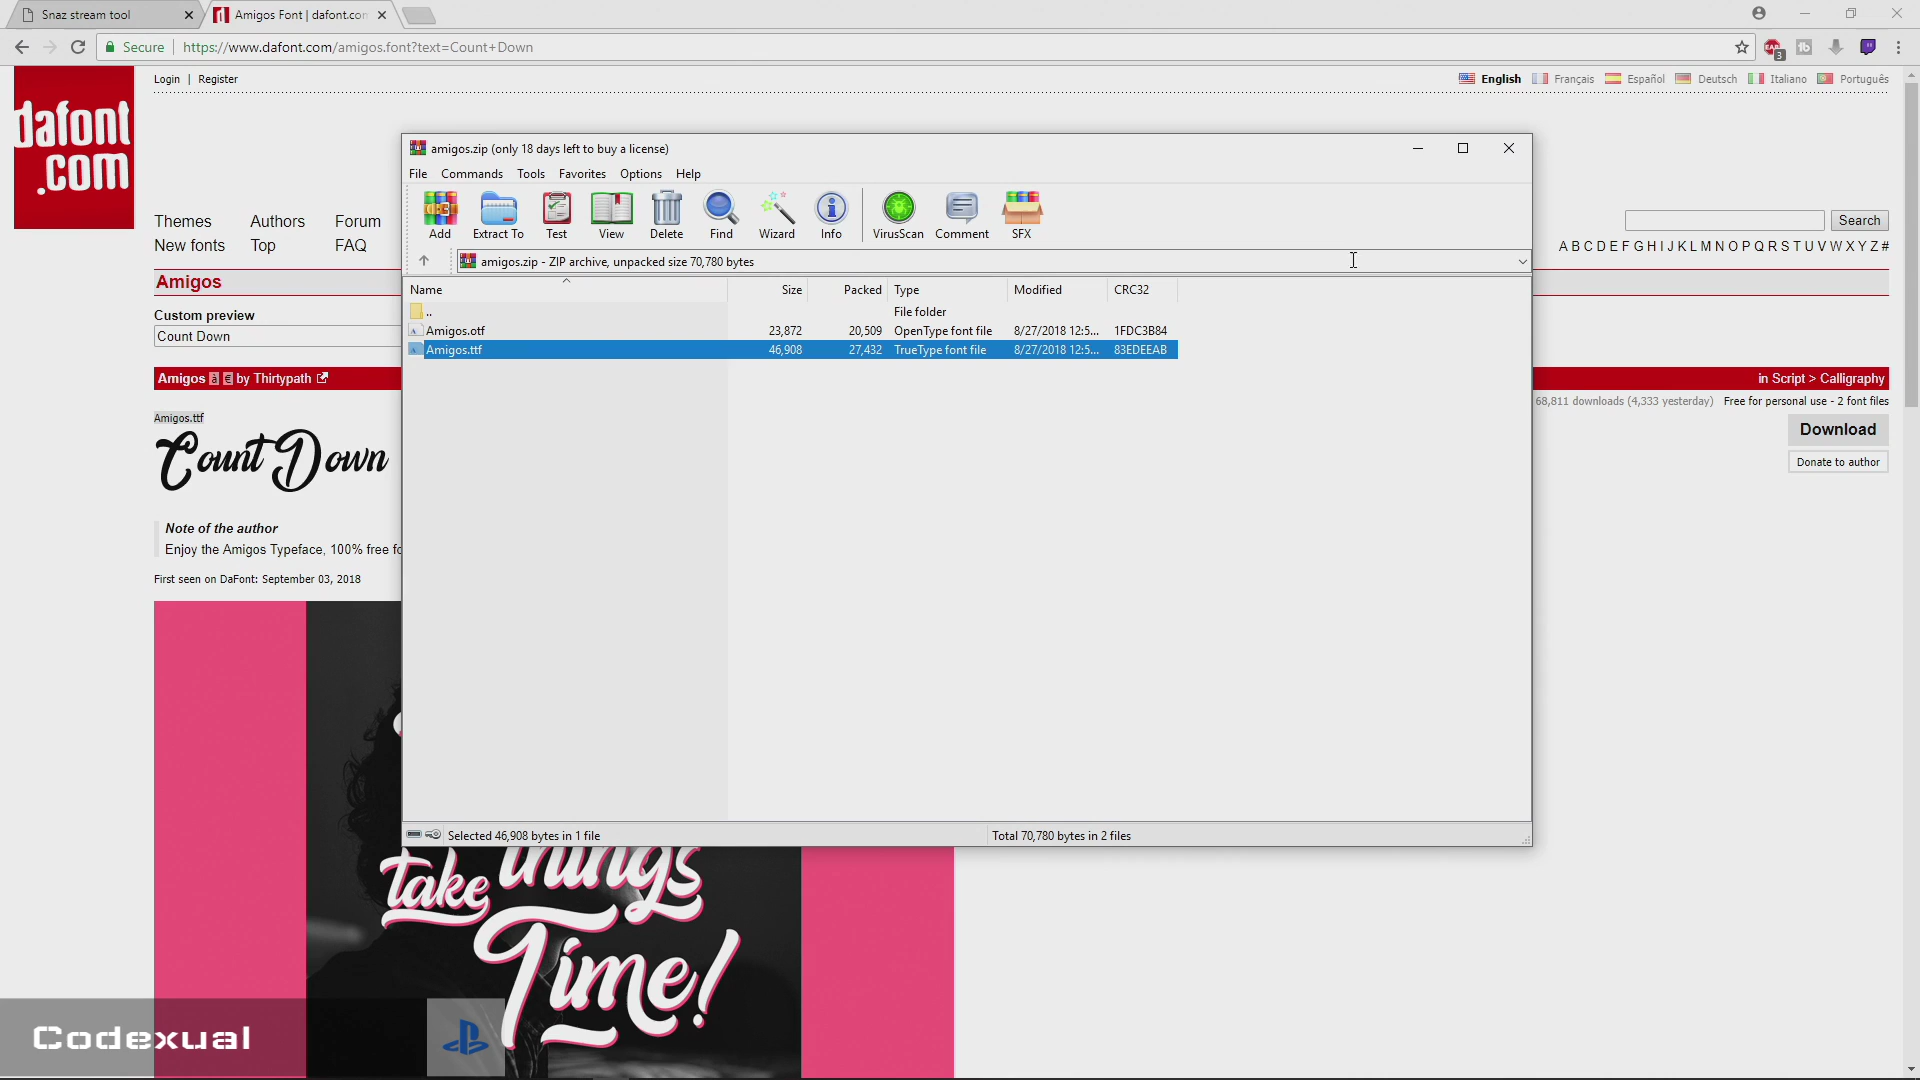 Snaz stream tool
Amigos Font | dafont.com
Secure
https://www.dafont.com/amigos.font?text=Count+Down
3
Login | Register
English Français Español Deutsch Italiano Português
dafont
.com
Themes Authors Forum
New fonts Top FAQ
Search
A B C D E F G H I J K L M N O P Q R S T U V W X Y Z #
Amigos
Custom preview
Count Down
Amigos à € by Thirtypath
in Script > Calligraphy
68,811 downloads (4,333 yesterday) Free for personal use - 2 font files
Amigos.ttf
Download
Count Down
Donate to author
Note of the author
Enjoy the Amigos Typeface, 100% free
First seen on DaFont: September 03, 2018
amigos.zip (only 18 days left to buy a license)
File Commands Tools Favorites Options Help
Add Extract To Test View Delete Find Wizard Info VirusScan Comment SFX
amigos.zip - ZIP archive, unpacked size 70,780 bytes
Name Size Packed Type Modified CRC32
.. File folder
Amigos.otf 23,872 20,509 OpenType font file 8/27/2018 12:5... 1FDC3B84
Amigos.ttf 46,908 27,432 TrueType font file 8/27/2018 12:5... 83EDEEAB
Selected 46,908 bytes in 1 file
Total 70,780 bytes in 2 files
take things
Time!
Codexual